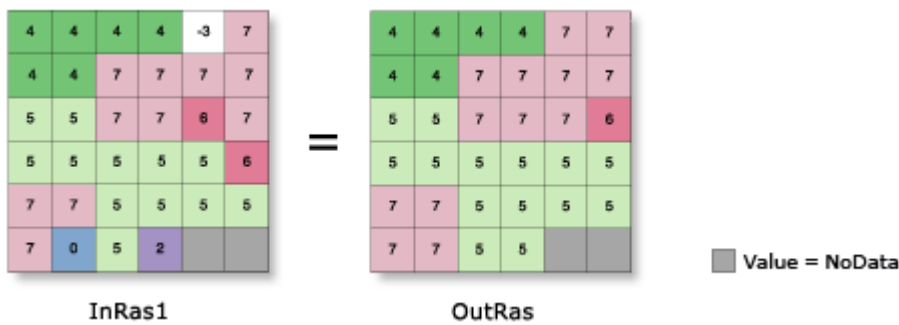 4 4 4 4 -3 7 4 4 4 4 7 7
4 4 7 7 7 7 4 4 7 7 7 7
5 5 7 7 6 7 5 5 7 7 7 6
=
5 5 5 5 5 6 5 5 5 5 5 5
7 7 5 5 5 5 7 7 5 5 5 5
7 0 5 2 7 7 5 5
Value = NoData
InRas1 OutRas